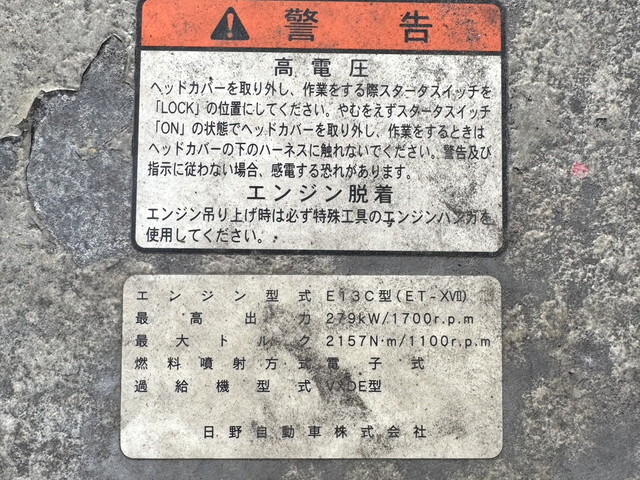 警告
高電圧
ヘッドカバーを取り外し、作業をする際スタータスイッチを
「LOCK」の位置にしてください。やむをえずスタータスイッチ
「ON」の状態でヘッドカバーを取り外し、作業をするときは
ヘッドカバーの下のハーネスに触れないでください。警告及び
指示に従わない場合、感電する恐れがあります。
エンジン脱着
エンジン吊り上げ時は必ず特殊工具のエンジンハンガを
使用してください。
エンジン型式 E13C型(ET-XⅦ)
最高出力 279kW/1700r.p.m
最大トルク 2157N·m/1100r.p.m
燃料噴射方式 電子式
過給機型式
日野自動車株式会社